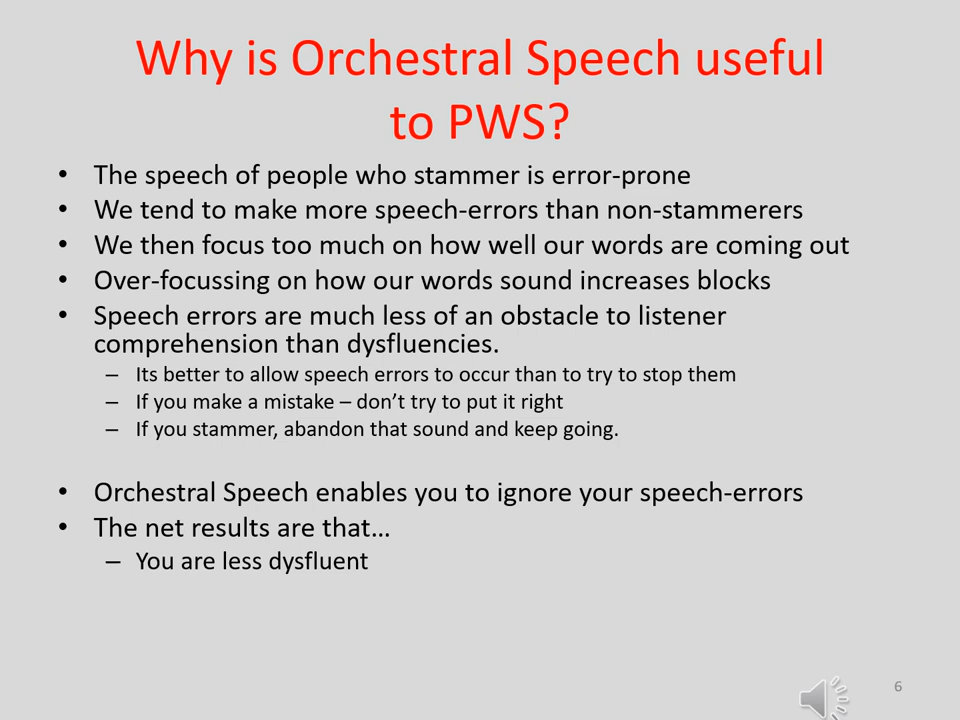 Why is Orchestral Speech useful
to PWS?
• The speech of people who stammer is error-prone
• We tend to make more speech-errors than non-stammerers
• We then focus too much on how well our words are coming out
• Over-focussing on how our words sound increases blocks
• Speech errors are much less of an obstacle to listener
comprehension than dysfluencies.
– Its better to allow speech errors to occur than to try to stop them
– If you make a mistake – don’t try to put it right
– If you stammer, abandon that sound and keep going.
• Orchestral Speech enables you to ignore your speech-errors
• The net results are that…
– You are less dysfluent
6